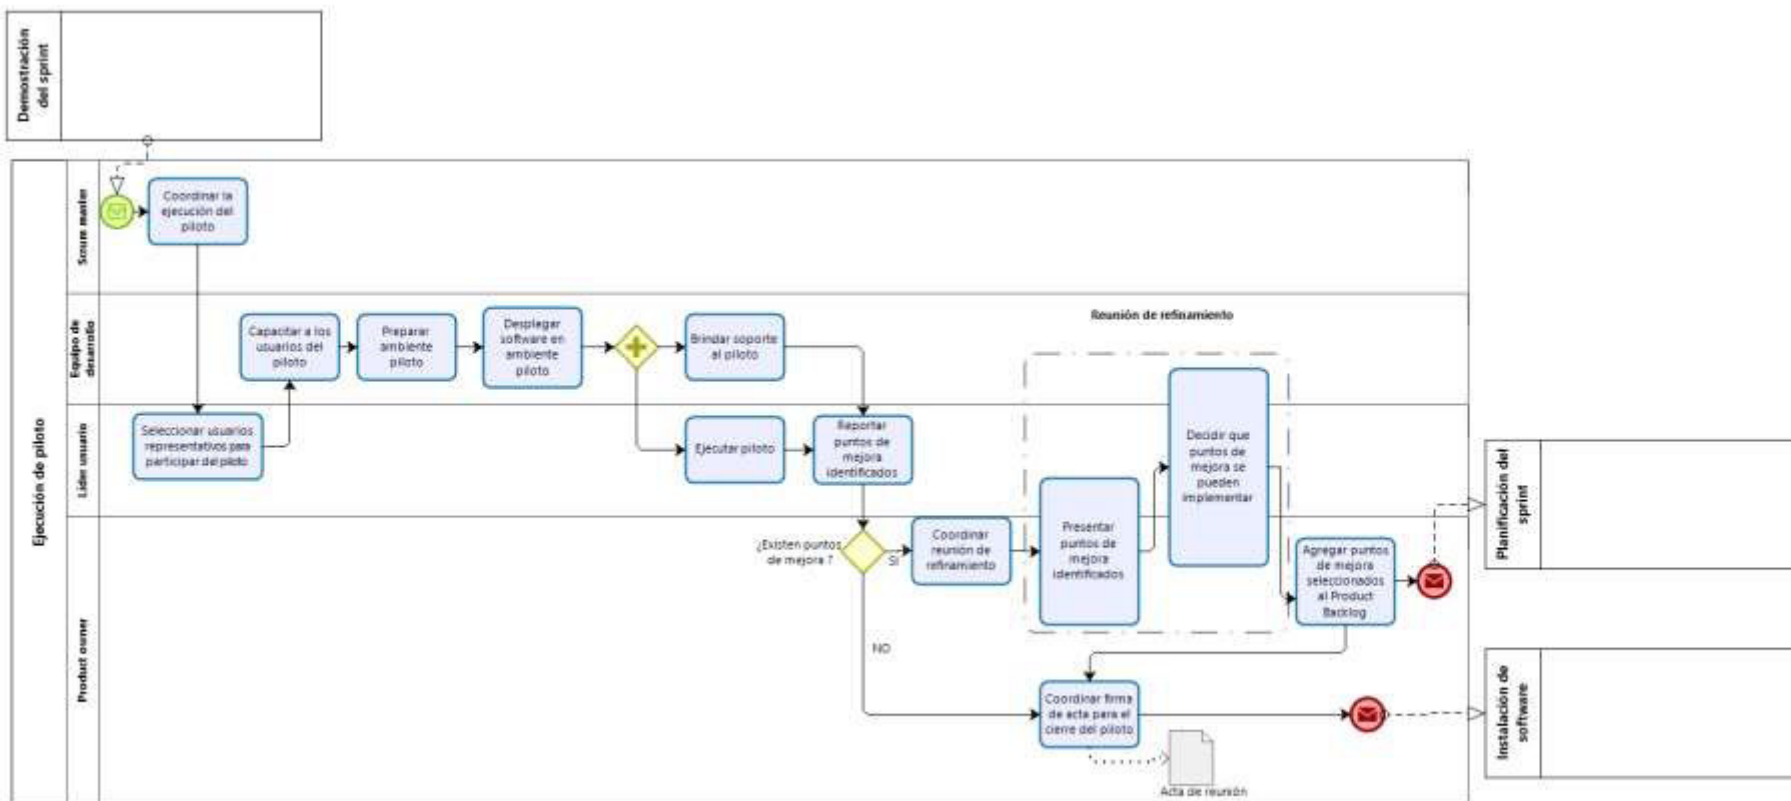 Demostración
del sprint
Ejecución de piloto
Scrum master
Coordinar la
ejecución del
piloto
Equipo de
desarrollo
Capacitar a los
usuarios del
piloto
Preparar
ambiente
piloto
Desplegar
software en
ambiente
piloto
Brindar soporte
al piloto
Reunión de refinamiento
Líder usuario
Seleccionar usuarios
representativos para
participar del piloto
Ejecutar piloto
Reportar
puntos de
mejora
identificados
Decidir que
puntos de
mejora se
pueden
implementar
Product owner
¿Existen puntos
de mejora ?
SI
Coordinar
reunión de
refinamiento
Presentar
puntos de
mejora
identificados
Agregar puntos
de mejora
seleccionados
al Product
Backlog
NO
Coordinar firma
de acta para el
cierre del piloto
Acta de reunión
Planificación del
sprint
Instalación de
software